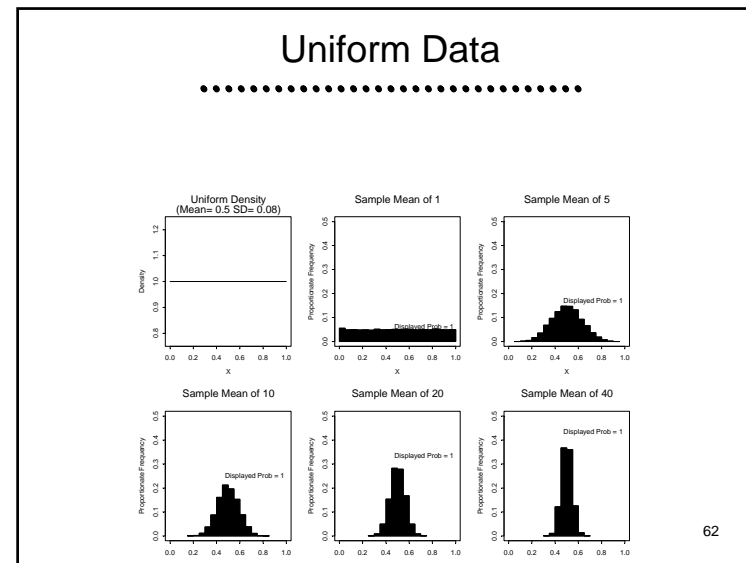 Uniform Data
Uniform Density
(Mean= 0.5 SD= 0.08)
Density
0.8 0.9 1.0 1.1 1.2
0.0 0.2 0.4 0.6 0.8 1.0
X
Sample Mean of 1
Proportionate Frequency
0.0 0.1 0.2 0.3 0.4 0.5
Displayed Prob = 1
0.0 0.2 0.4 0.6 0.8 1.0
X
Sample Mean of 5
Proportionate Frequency
0.0 0.1 0.2 0.3 0.4 0.5
Displayed Prob = 1
0.0 0.2 0.4 0.6 0.8 1.0
X
Sample Mean of 10
Proportionate Frequency
0.0 0.1 0.2 0.3 0.4 0.5
Displayed Prob = 1
0.0 0.2 0.4 0.6 0.8 1.0
Sample Mean of 20
Proportionate Frequency
0.0 0.1 0.2 0.3 0.4 0.5
Displayed Prob = 1
0.0 0.2 0.4 0.6 0.8 1.0
Sample Mean of 40
Proportionate Frequency
0.0 0.1 0.2 0.3 0.4 0.5
Displayed Prob = 1
0.0 0.2 0.4 0.6 0.8 1.0
62